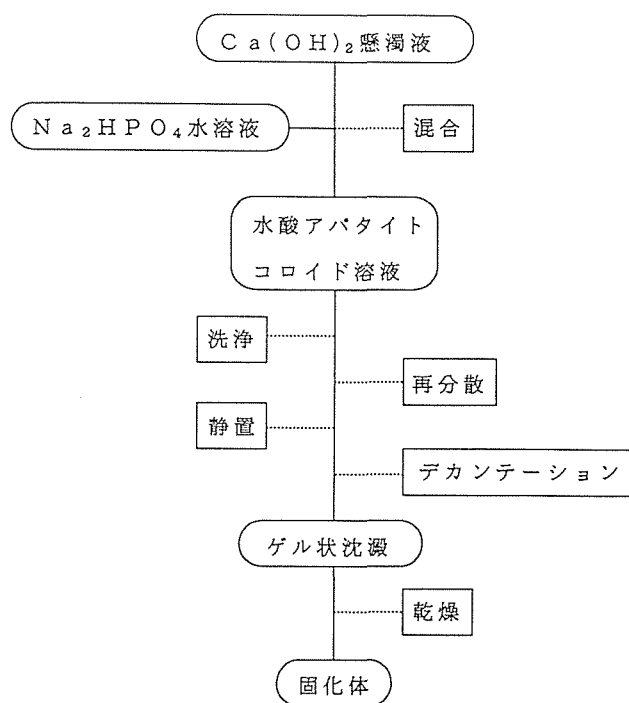 Ca(OH)₂懸濁液
Na₂HPO₄水溶液
混合
水酸アパタイト
コロイド溶液
洗浄
再分散
静置
デカンテーション
ゲル状沈澱
乾燥
固化体